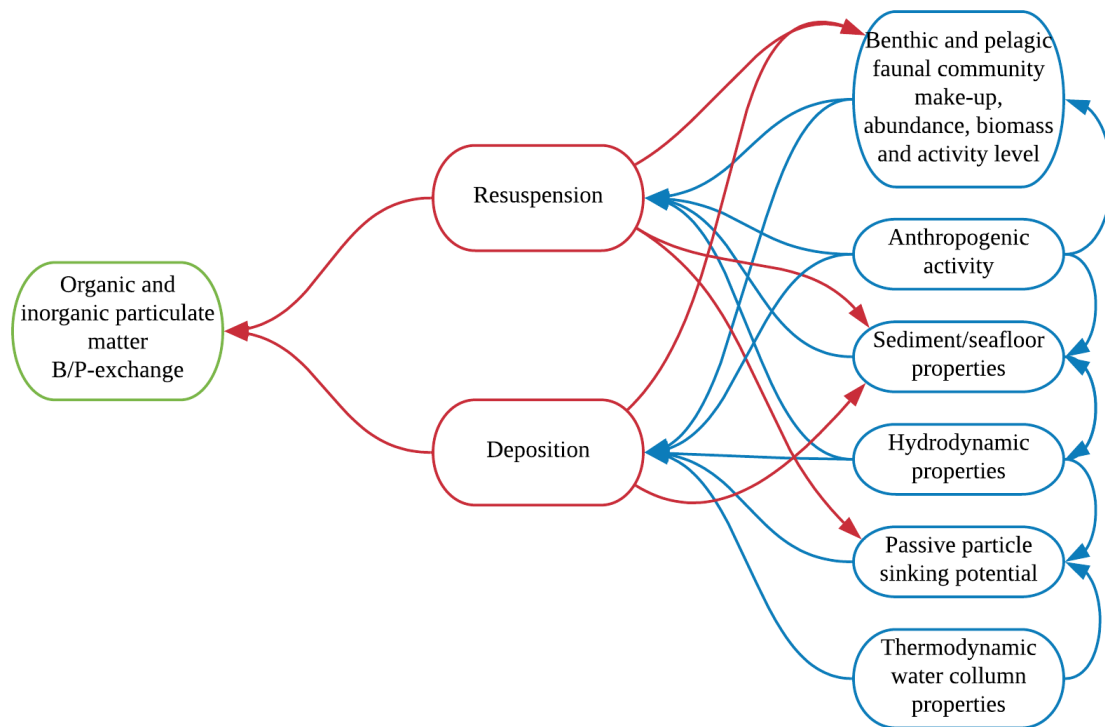 Organic and
inorganic particulate
matter
B/P-exchange
Resuspension
Deposition
Benthic and pelagic
faunal community
make-up,
abundance, biomass
and activity level
Anthropogenic
activity
Sediment/seafloor
properties
Hydrodynamic
properties
Passive particle
sinking potential
Thermodynamic
water collumn
properties